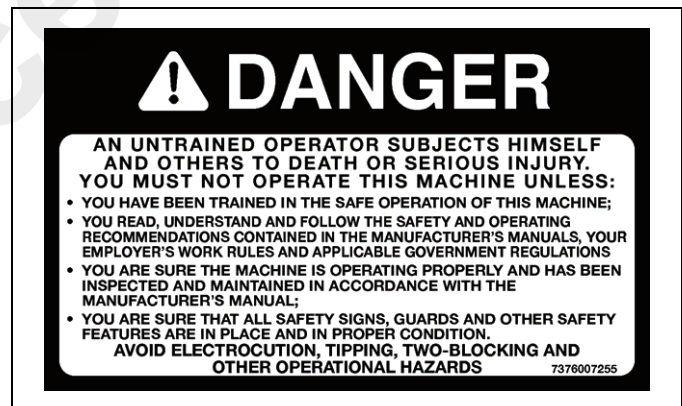 DANGER
AN UNTRAINED OPERATOR SUBJECTS HIMSELF
AND OTHERS TO DEATH OR SERIOUS INJURY.
YOU MUST NOT OPERATE THIS MACHINE UNLESS:
• YOU HAVE BEEN TRAINED IN THE SAFE OPERATION OF THIS MACHINE;
• YOU READ, UNDERSTAND AND FOLLOW THE SAFETY AND OPERATING
RECOMMENDATIONS CONTAINED IN THE MANUFACTURER'S MANUALS, YOUR
EMPLOYER'S WORK RULES AND APPLICABLE GOVERNMENT REGULATIONS
• YOU ARE SURE THE MACHINE IS OPERATING PROPERLY AND HAS BEEN
INSPECTED AND MAINTAINED IN ACCORDANCE WITH THE
MANUFACTURER'S MANUAL;
• YOU ARE SURE THAT ALL SAFETY SIGNS, GUARDS AND OTHER SAFETY
FEATURES ARE IN PLACE AND IN PROPER CONDITION.
AVOID ELECTROCUTION, TIPPING, TWO-BLOCKING AND
OTHER OPERATIONAL HAZARDS 7376007255